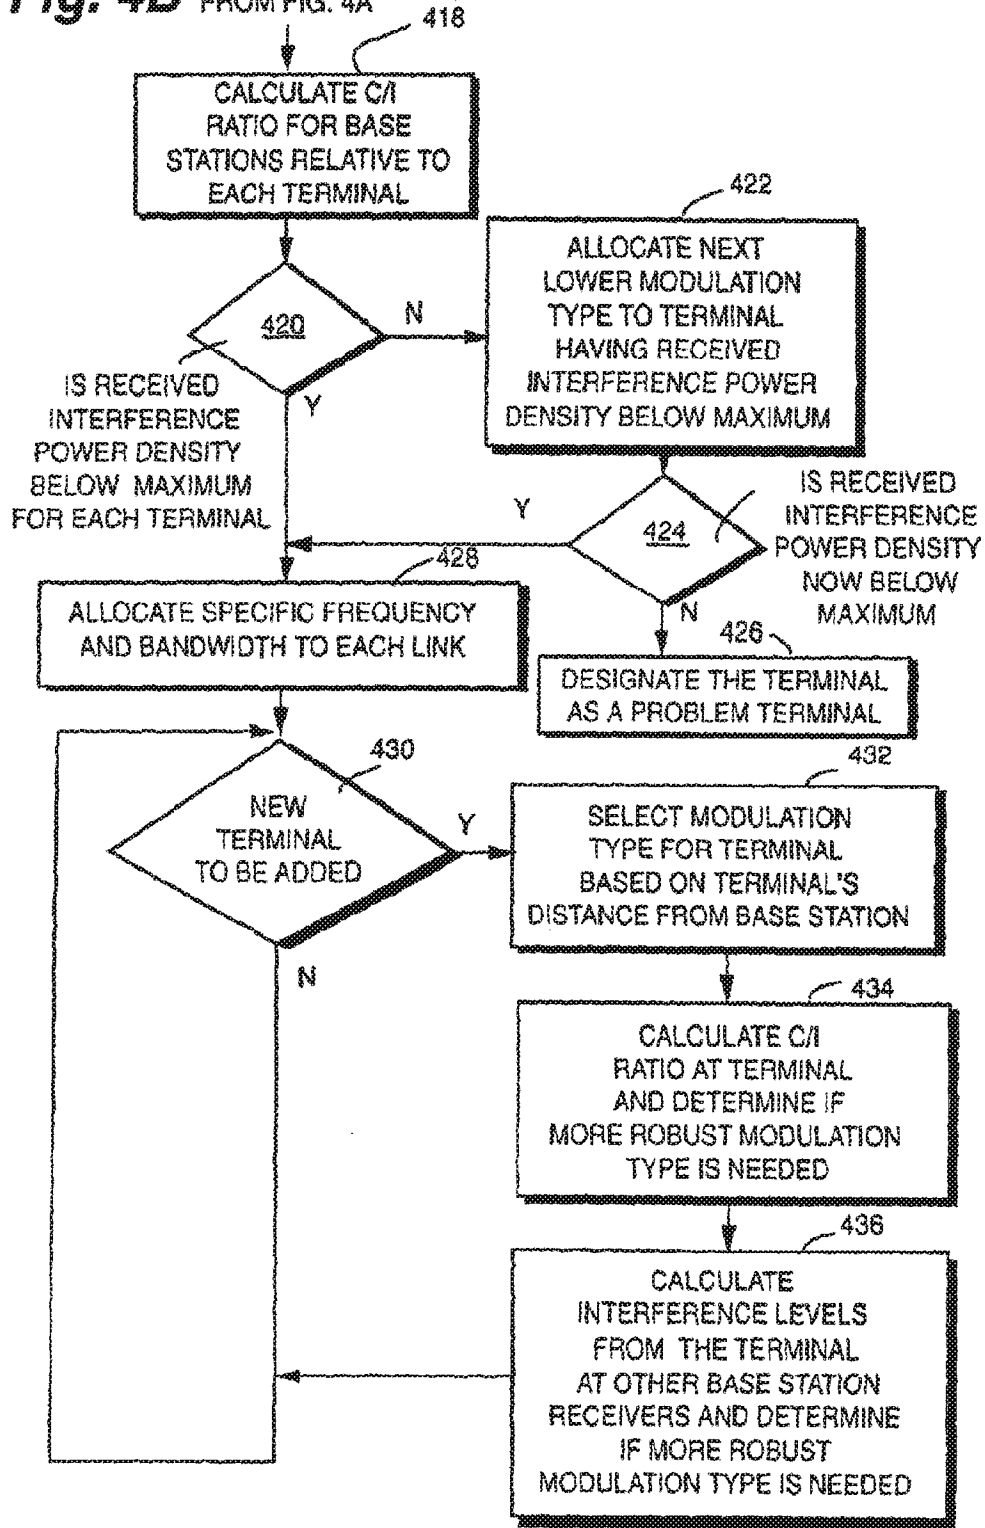 Fig. 4B FROM FIG. 4A
418
CALCULATE C/I
RATIO FOR BASE
STATIONS RELATIVE TO
EACH TERMINAL
422
ALLOCATE NEXT
LOWER MODULATION
TYPE TO TERMINAL
HAVING RECEIVED
INTERFERENCE POWER
DENSITY BELOW MAXIMUM
420
N
Y
IS RECEIVED
INTERFERENCE
POWER DENSITY
BELOW MAXIMUM
FOR EACH TERMINAL
424
Y
N
IS RECEIVED
INTERFERENCE
POWER DENSITY
NOW BELOW
MAXIMUM
428
ALLOCATE SPECIFIC FREQUENCY
AND BANDWIDTH TO EACH LINK
426
DESIGNATE THE TERMINAL
AS A PROBLEM TERMINAL
430
NEW
TERMINAL
TO BE ADDED
Y
N
432
SELECT MODULATION
TYPE FOR TERMINAL
BASED ON TERMINAL'S
DISTANCE FROM BASE STATION
434
CALCULATE C/I
RATIO AT TERMINAL
AND DETERMINE IF
MORE ROBUST MODULATION
TYPE IS NEEDED
436
CALCULATE
INTERFERENCE LEVELS
FROM THE TERMINAL
AT OTHER BASE STATION
RECEIVERS AND DETERMINE
IF MORE ROBUST
MODULATION TYPE IS NEEDED